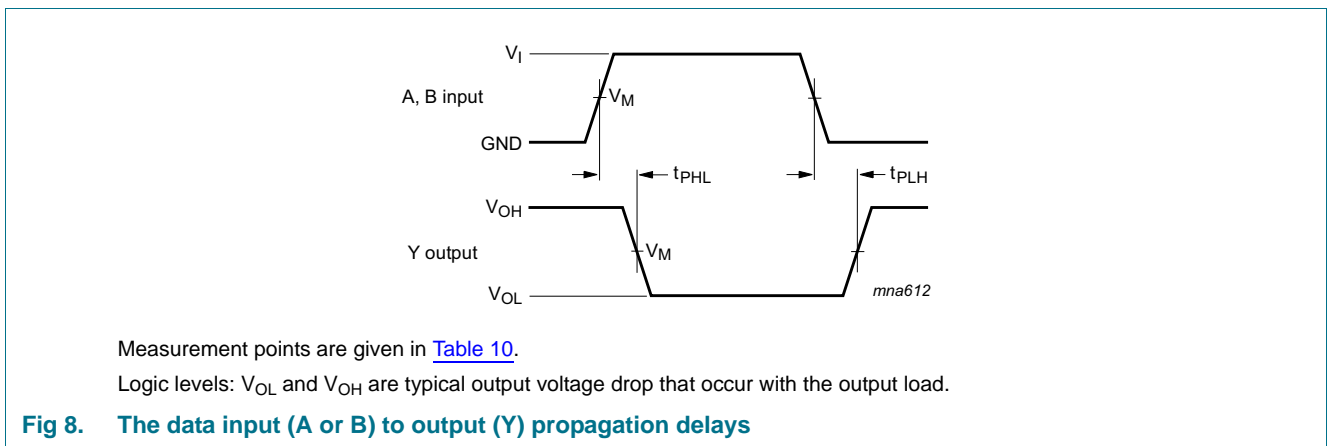 V_I
A, B input
V_M
GND
t_PHL
t_PLH
V_OH
Y output
V_M
V_OL
mna612
Measurement points are given in Table 10.
Logic levels: V_OL and V_OH are typical output voltage drop that occur with the output load.
Fig 8. The data input (A or B) to output (Y) propagation delays